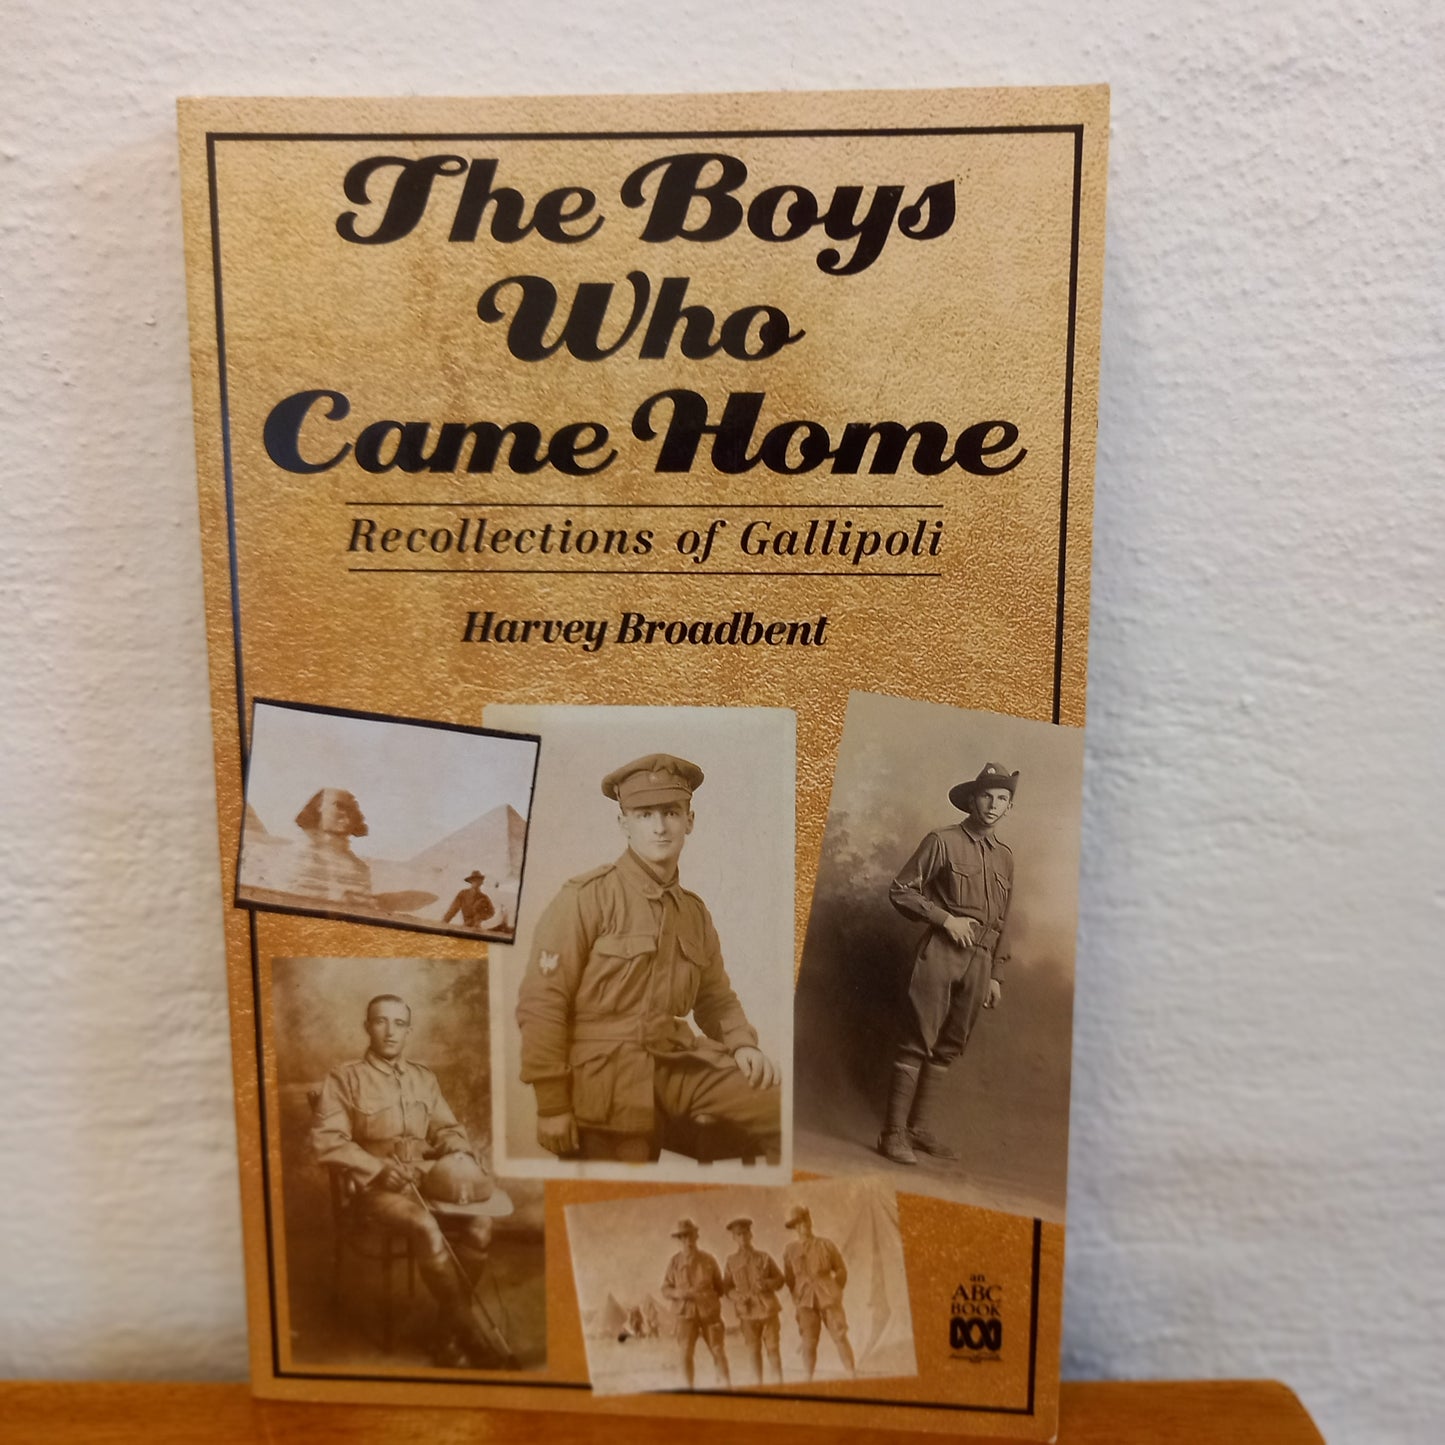 The Boys
Who
Came Home
Recollections of Gallipoli
Harvey Broadbent
an
ABC
BOOK